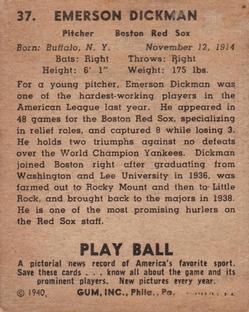 37. EMERSON DICKMAN
Pitcher Boston Red Sox
Born: Buffalo, N. Y. November 12, 1914
Bats: Right Throws: Right
Height: 6' 1" Weight: 175 lbs.
For a young pitcher, Emerson Dickman was
one of the hardest-working pitchers in the
American League last year. He appeared in
48 games for the Boston Red Sox, specializing
in relief roles, and captured 8 while losing 3.
He holds two triumphs against no defeats
over the World Champion Yankees. Dickman
joined Boston right after graduating from
Washington and Lee University in 1936, was
farmed out to Rocky Mount and then to Little
Rock, and brought back to the majors in 1938.
He is one of the most promising hurlers on
the Red Sox staff.
PLAY BALL
A pictorial news record of America's favorite sport.
Save these cards . . . know all about the game and its
prominent players. New pictures every year.
© 1940, GUM, INC., Phila., Pa. PRINTED IN U. S. A.